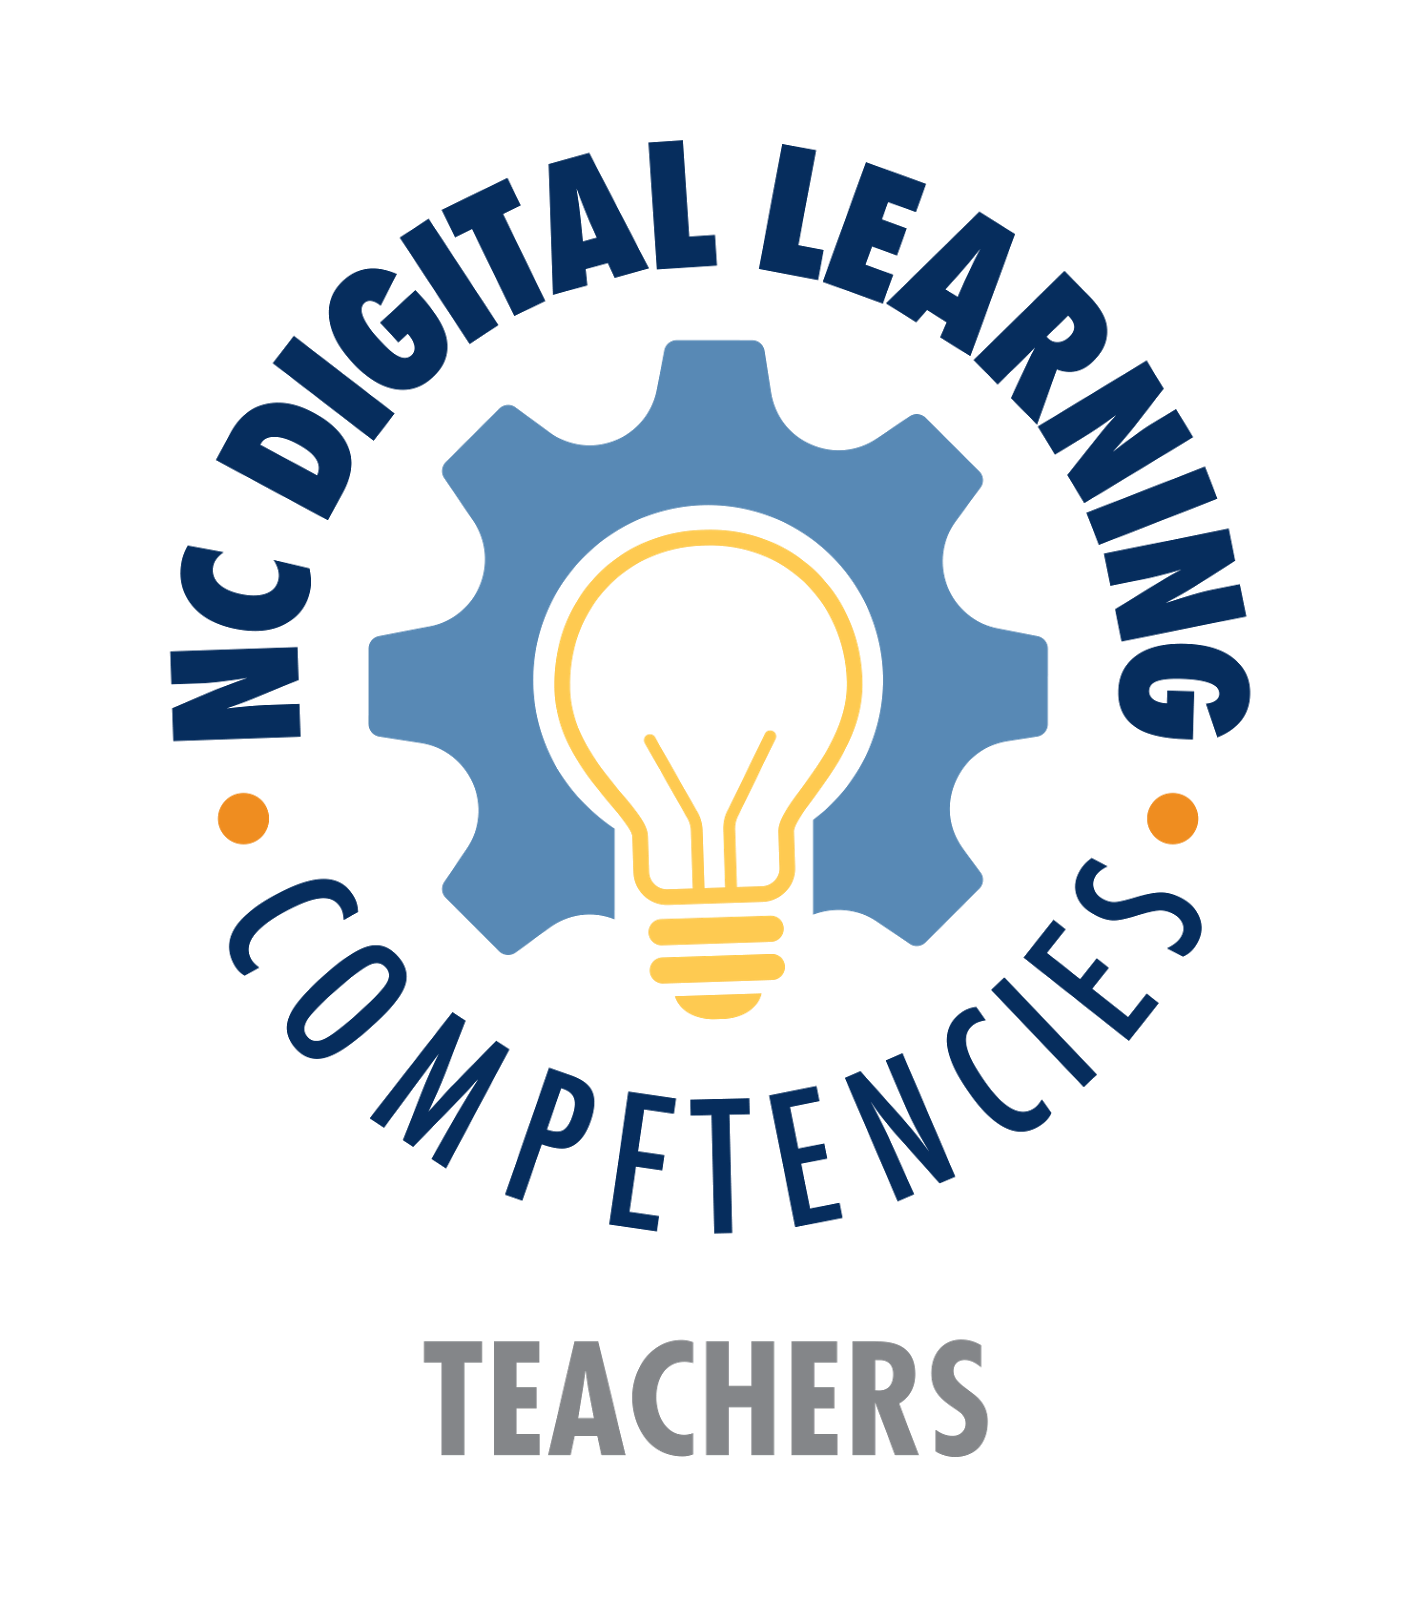 NC DIGITAL LEARNING
COMPETENCIES
TEACHERS